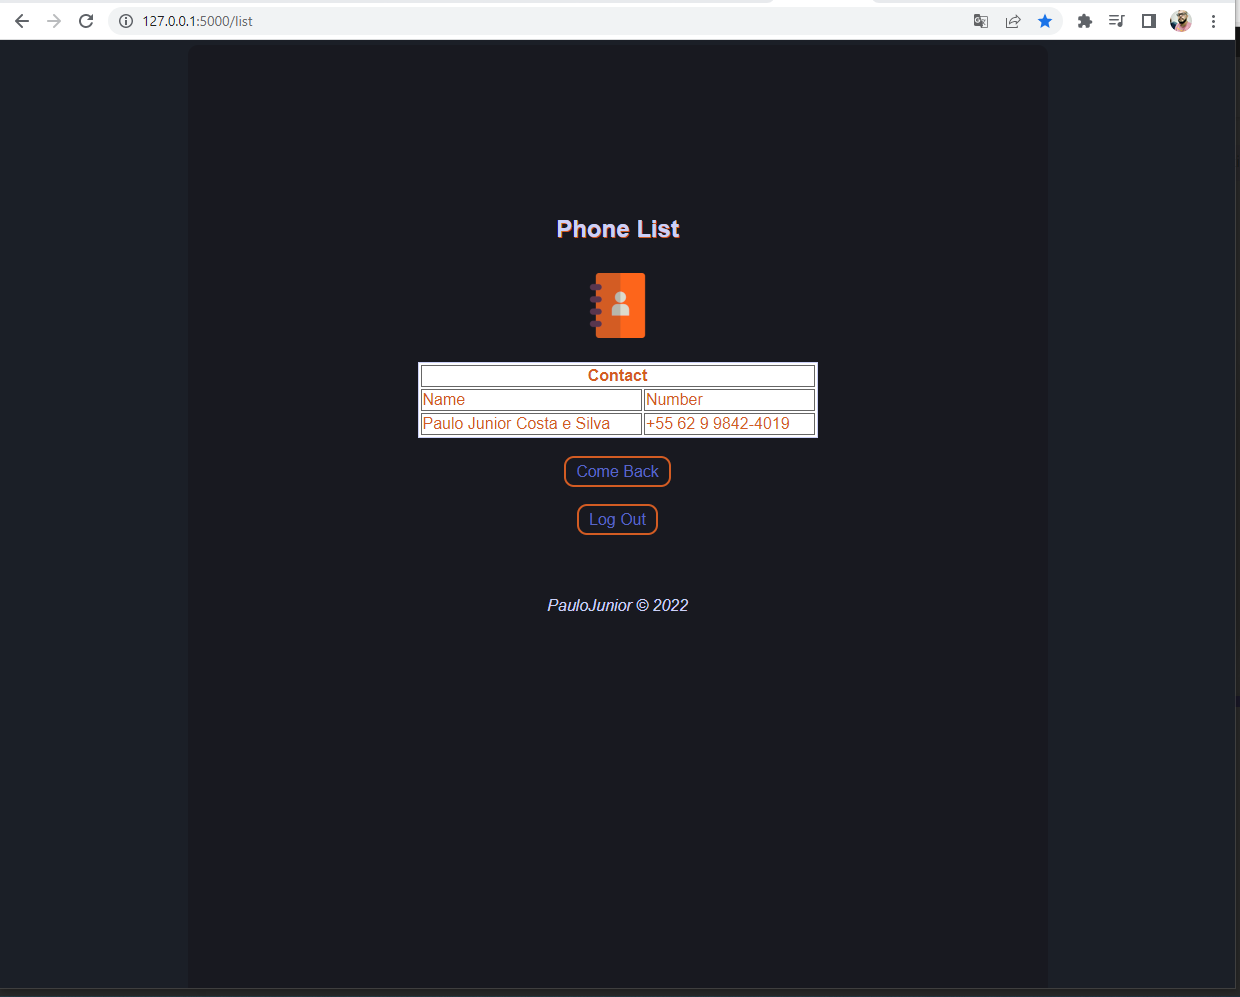 127.0.0.1:5000/list
Phone List
Contact
Name Number
Paulo Junior Costa e Silva +55 62 9 9842-4019
Come Back
Log Out
PauloJunior © 2022